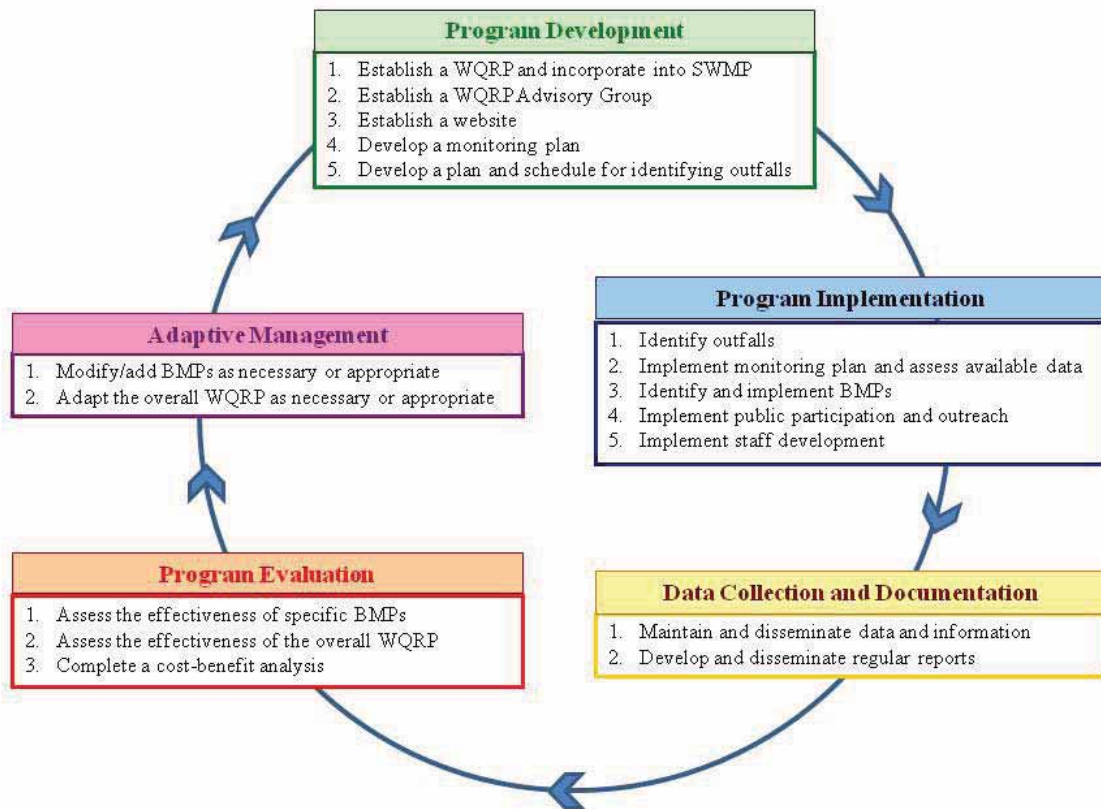 Program Development
1. Establish a WQRP and incorporate into SWMP
2. Establish a WQRP Advisory Group
3. Establish a website
4. Develop a monitoring plan
5. Develop a plan and schedule for identifying outfalls
Program Implementation
1. Identify outfalls
2. Implement monitoring plan and assess available data
3. Identify and implement BMPs
4. Implement public participation and outreach
5. Implement staff development
Data Collection and Documentation
1. Maintain and disseminate data and information
2. Develop and disseminate regular reports
Program Evaluation
1. Assess the effectiveness of specific BMPs
2. Assess the effectiveness of the overall WQRP
3. Complete a cost-benefit analysis
Adaptive Management
1. Modify/add BMPs as necessary or appropriate
2. Adapt the overall WQRP as necessary or appropriate